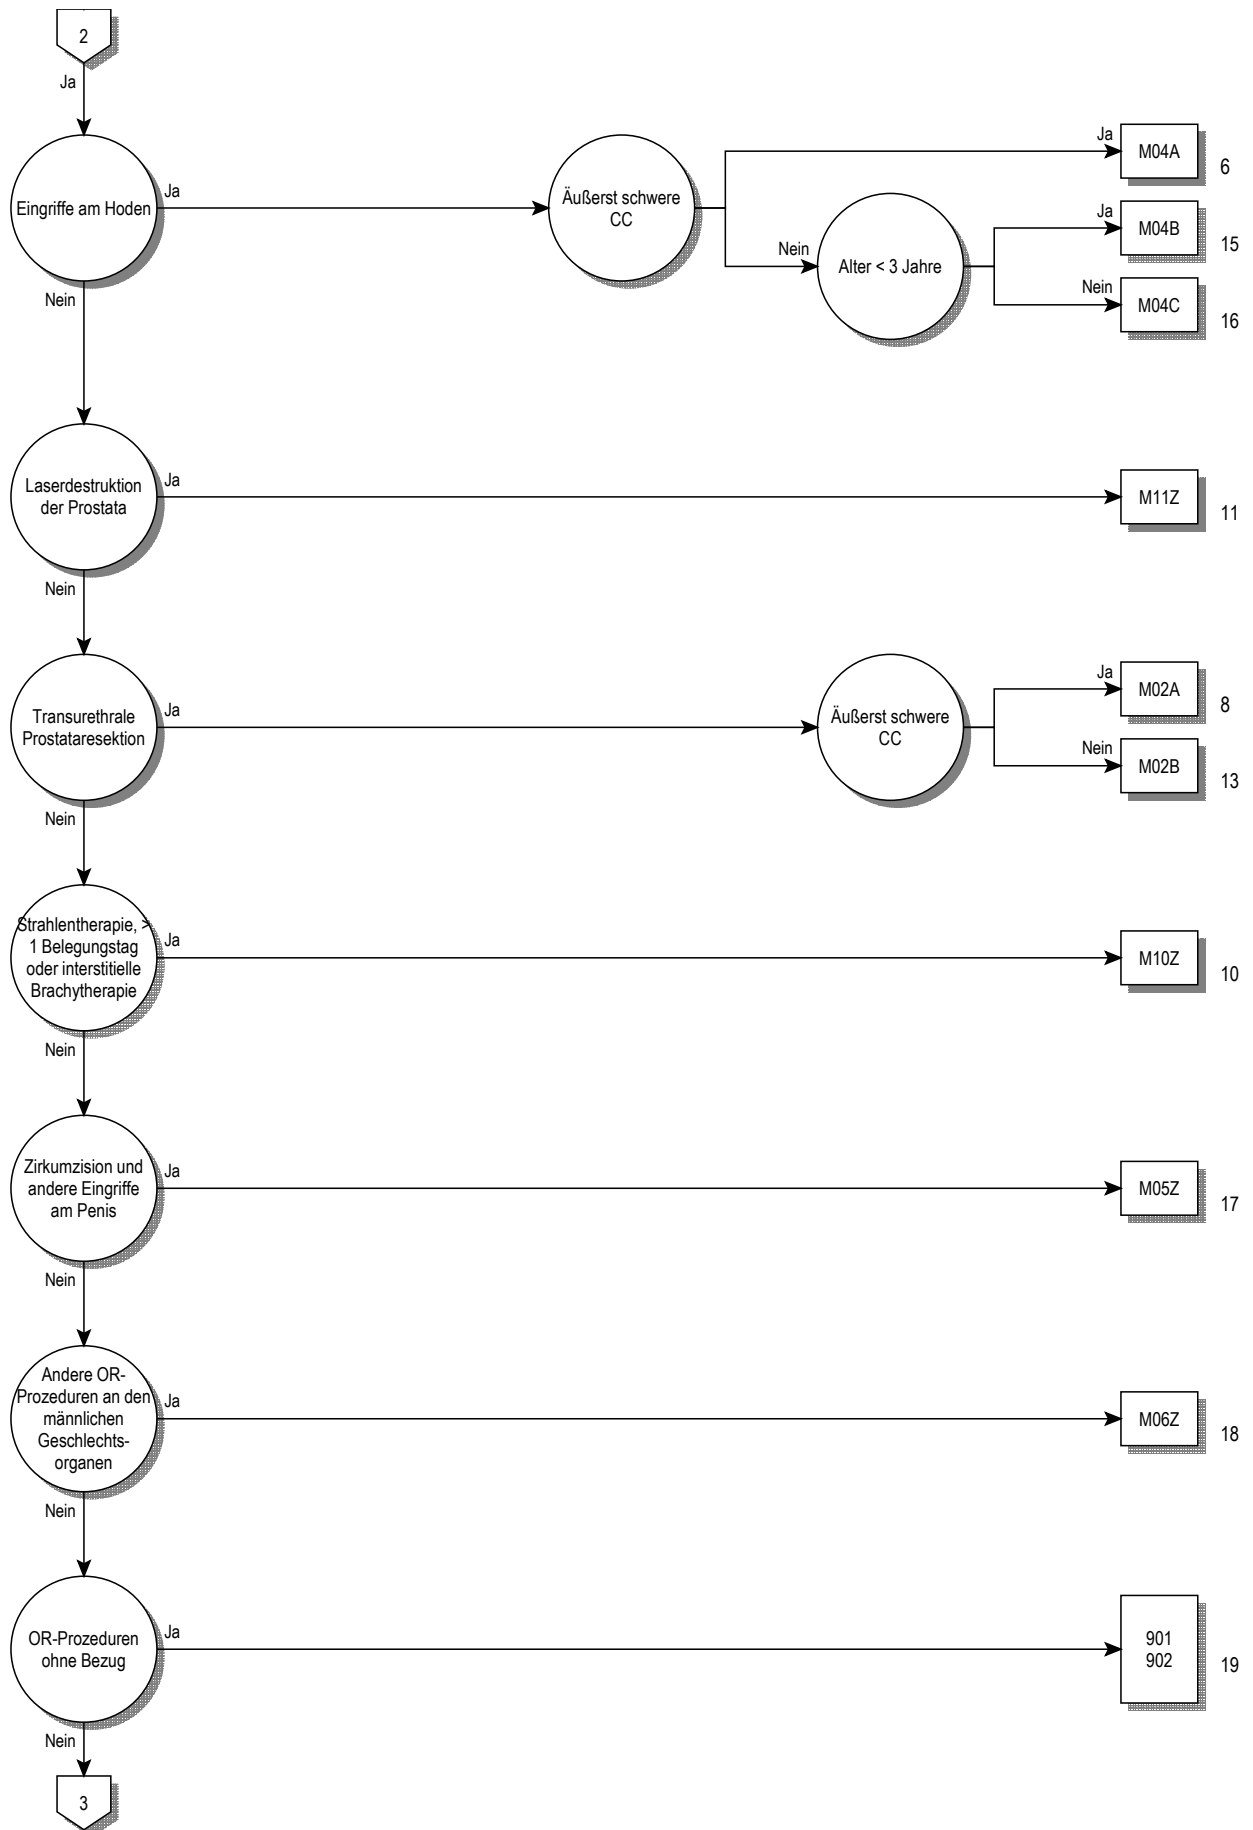 2
Ja
Eingriffe am Hoden
Ja
Äußerst schwere
CC
Ja
M04A
6
Nein
Alter < 3 Jahre
Ja
M04B
15
Nein
M04C
16
Nein
Laserdestruktion
der Prostata
Ja
M11Z
11
Nein
Transurethrale
Prostataresektion
Ja
Äußerst schwere
CC
Ja
M02A
8
Nein
M02B
13
Nein
Strahlentherapie, >
1 Belegungstag
oder interstitielle
Brachytherapie
Ja
M10Z
10
Nein
Zirkumzision und
andere Eingriffe
am Penis
Ja
M05Z
17
Nein
Andere OR-
Prozeduren an den
männlichen
Geschlechts-
organen
Ja
M06Z
18
Nein
OR-Prozeduren
ohne Bezug
Ja
901
902
19
Nein
3